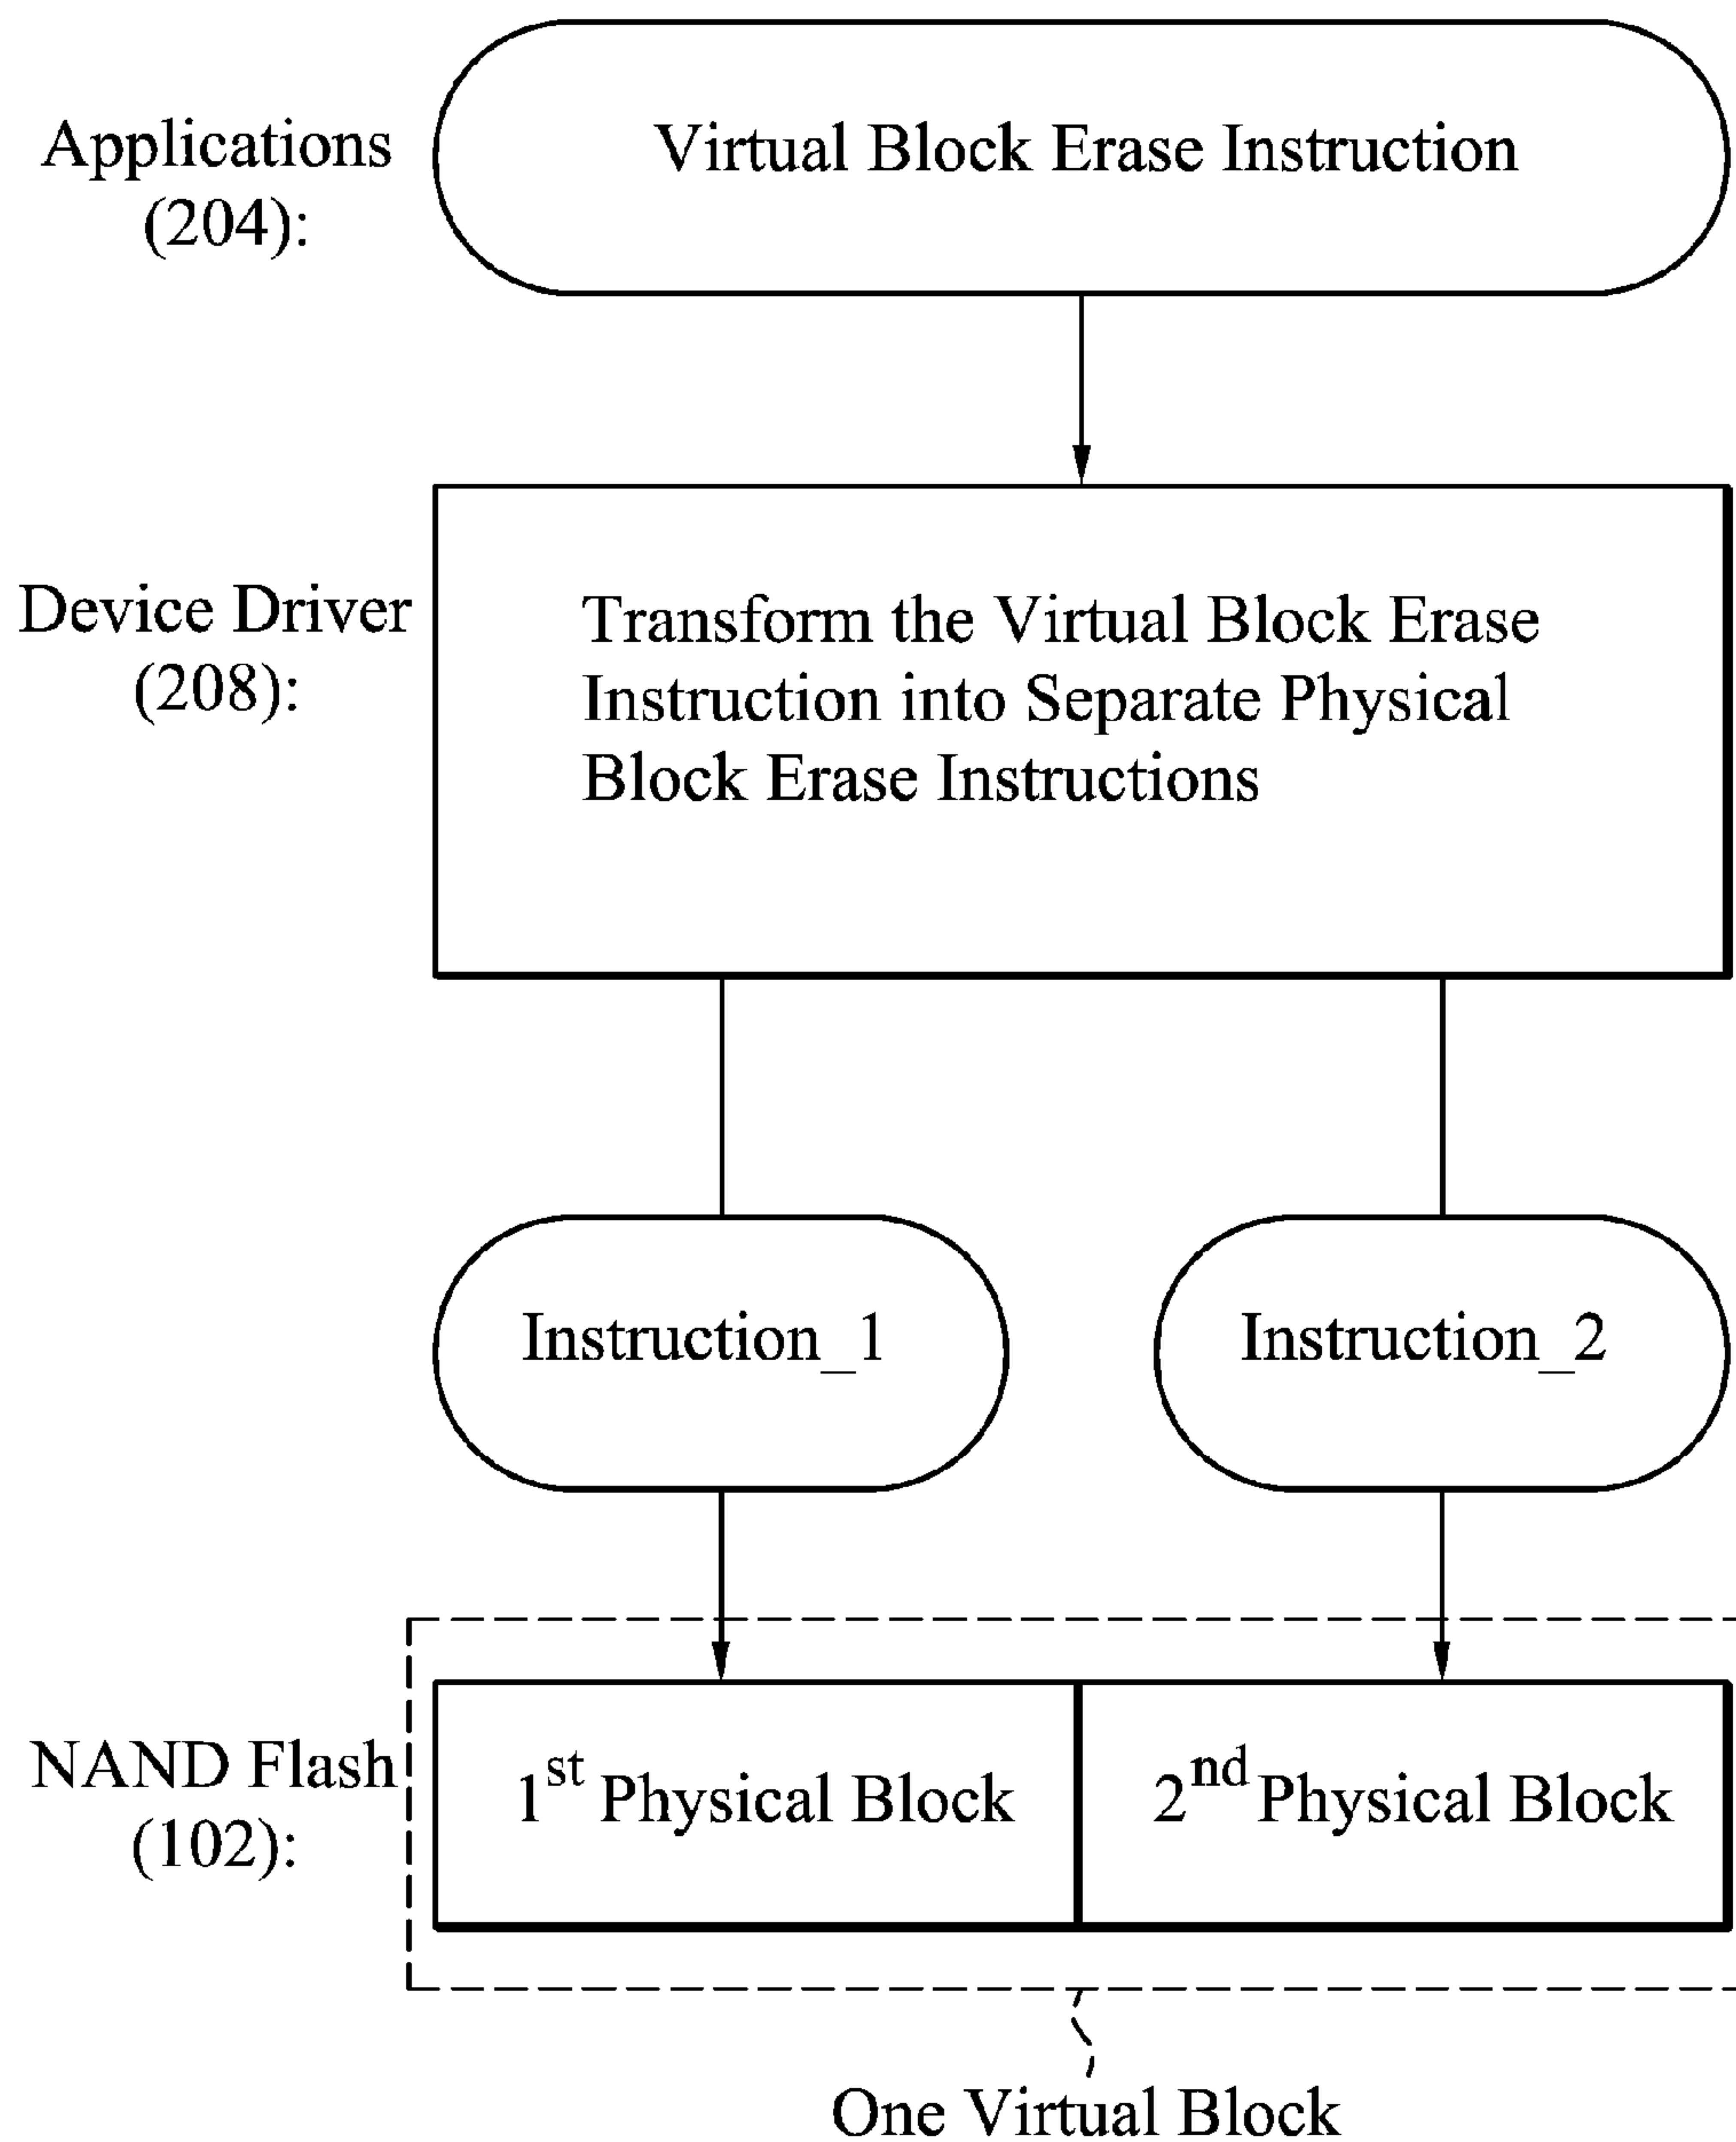 Applications
(204):
Virtual Block Erase Instruction
Device Driver
(208):
Transform the Virtual Block Erase
Instruction into Separate Physical
Block Erase Instructions
Instruction_1
Instruction_2
NAND Flash
(102):
1st Physical Block
2nd Physical Block
One Virtual Block